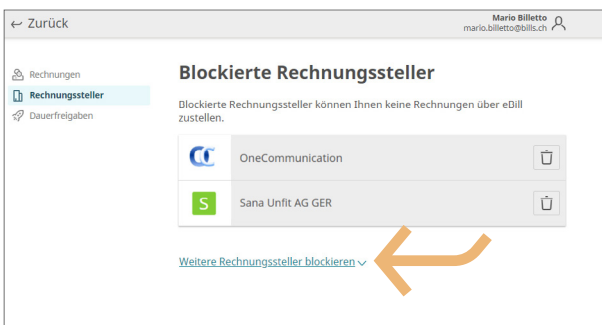 ← Zurück
Mario Billetto
mario.billetto@bills.ch
Rechnungen
Rechnungssteller
Dauerfreigaben
Blockierte Rechnungssteller
Blockierte Rechnungssteller können Ihnen keine Rechnungen über eBill
zustellen.
CC OneCommunication
S Sana Unfit AG GER
Weitere Rechnungssteller blockieren